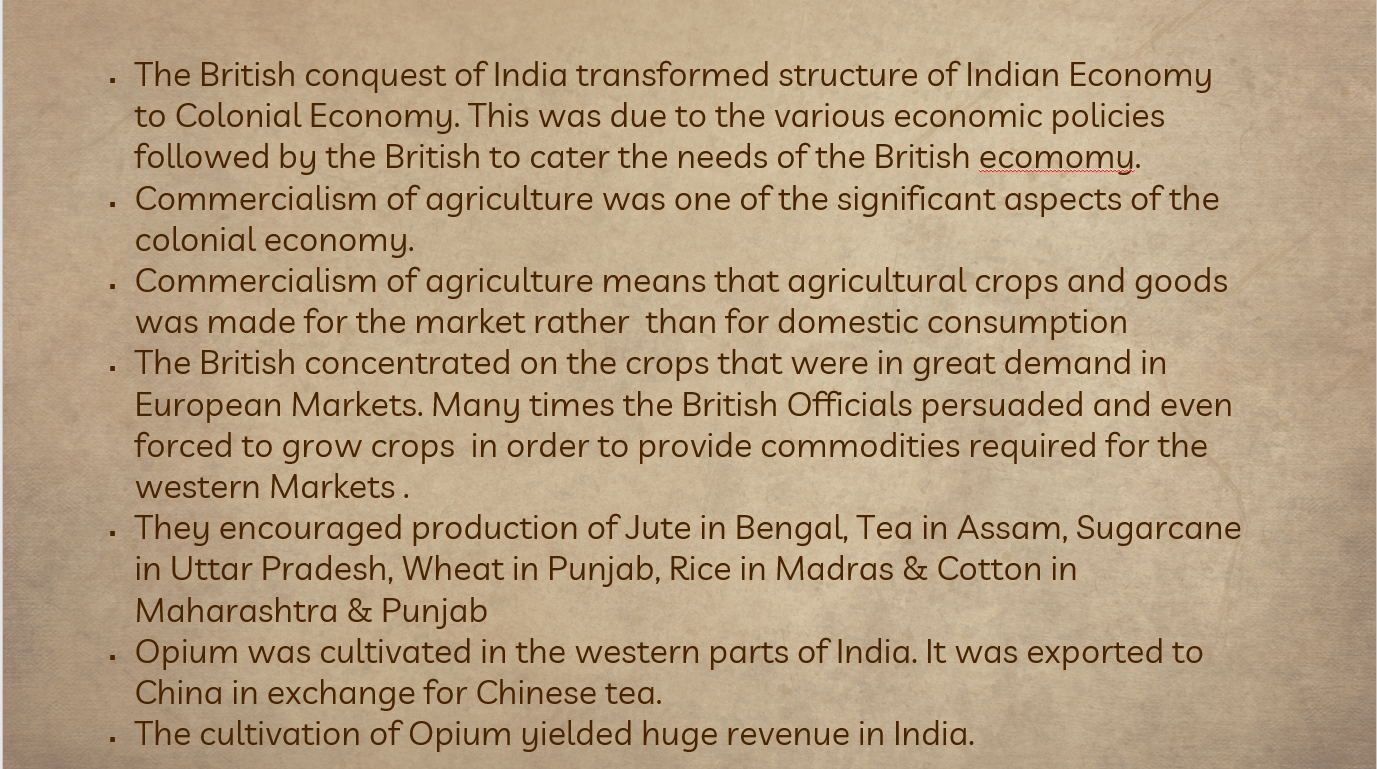 ▪ The British conquest of India transformed structure of Indian Economy
to Colonial Economy. This was due to the various economic policies
followed by the British to cater the needs of the British ecomomy.
▪ Commercialism of agriculture was one of the significant aspects of the
colonial economy.
▪ Commercialism of agriculture means that agricultural crops and goods
was made for the market rather  than for domestic consumption
▪ The British concentrated on the crops that were in great demand in
European Markets. Many times the British Officials persuaded and even
forced to grow crops  in order to provide commodities required for the
western Markets .
▪ They encouraged production of Jute in Bengal, Tea in Assam, Sugarcane
in Uttar Pradesh, Wheat in Punjab, Rice in Madras & Cotton in
Maharashtra & Punjab
▪ Opium was cultivated in the western parts of India. It was exported to
China in exchange for Chinese tea.
▪ The cultivation of Opium yielded huge revenue in India.